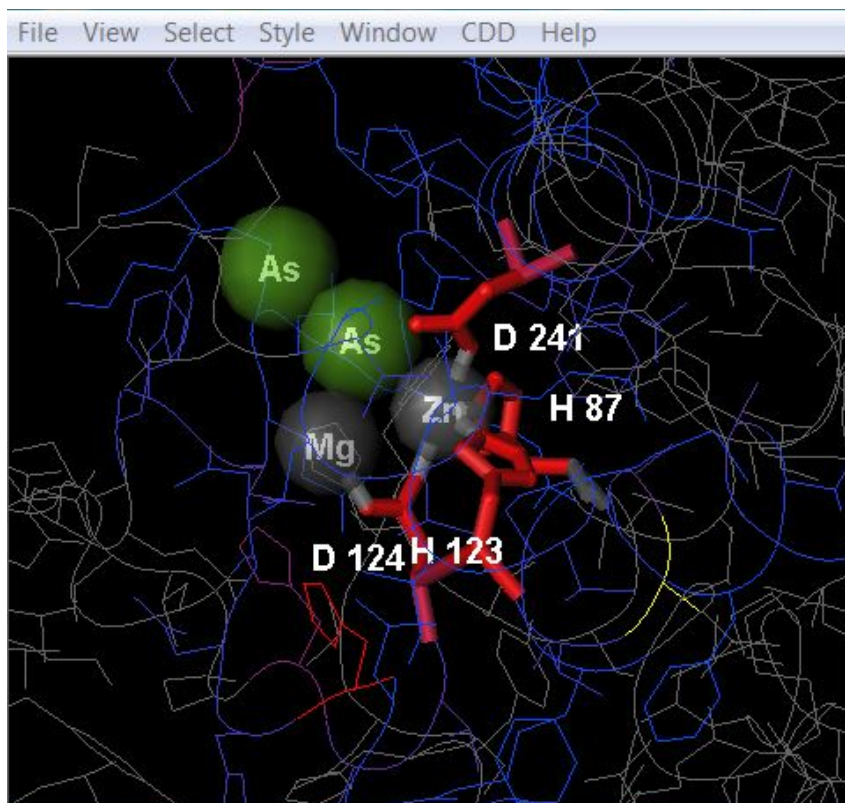 File View Select Style Window CDD Help
As
As
D 241
Zn
H 87
Mg
D 124
H 123